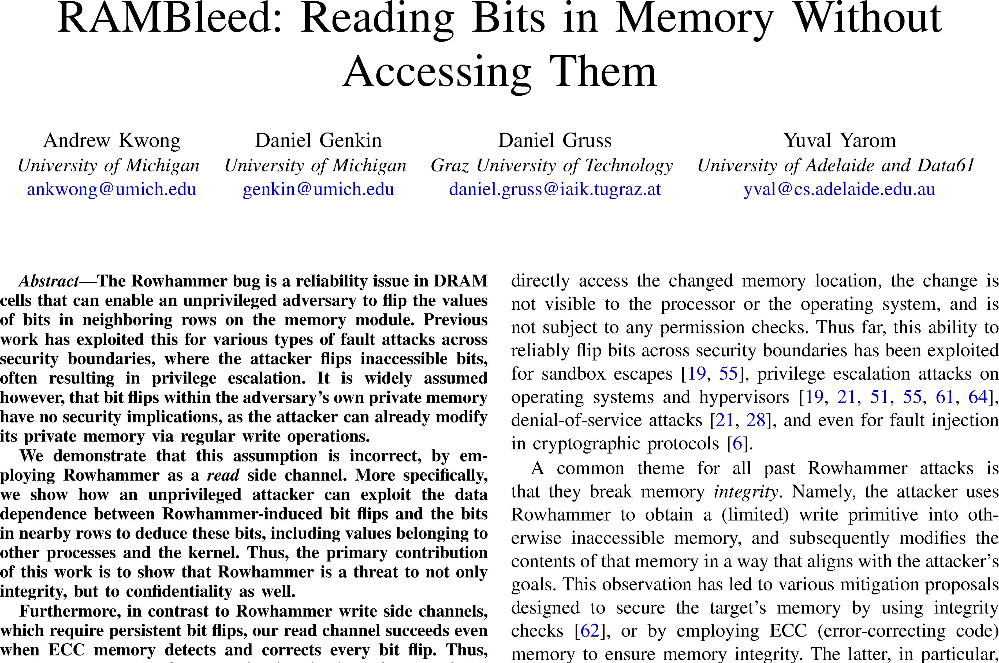 RAMBleed: Reading Bits in Memory Without
Accessing Them
Andrew Kwong
University of Michigan
ankwong@umich.edu
Daniel Genkin
University of Michigan
genkin@umich.edu
Daniel Gruss
Graz University of Technology
daniel.gruss@iaik.tugraz.at
Yuval Yarom
University of Adelaide and Data61
yval@cs.adelaide.edu.au
Abstract—The Rowhammer bug is a reliability issue in DRAM
cells that can enable an unprivileged adversary to flip the values
of bits in neighboring rows on the memory module. Previous
work has exploited this for various types of fault attacks across
security boundaries, where the attacker flips inaccessible bits,
often resulting in privilege escalation. It is widely assumed
however, that bit flips within the adversary's own private memory
have no security implications, as the attacker can already modify
its private memory via regular write operations.
We demonstrate that this assumption is incorrect, by em-
ploying Rowhammer as a read side channel. More specifically,
we show how an unprivileged attacker can exploit the data
dependence between Rowhammer-induced bit flips and the bits
in nearby rows to deduce these bits, including values belonging to
other processes and the kernel. Thus, the primary contribution
of this work is to show that Rowhammer is a threat to not only
integrity, but to confidentiality as well.
Furthermore, in contrast to Rowhammer write side channels,
which require persistent bit flips, our read channel succeeds even
when ECC memory detects and corrects every bit flip. Thus,
directly access the changed memory location, the change is
not visible to the processor or the operating system, and is
not subject to any permission checks. Thus far, this ability to
reliably flip bits across security boundaries has been exploited
for sandbox escapes [19, 55], privilege escalation attacks on
operating systems and hypervisors [19, 21, 51, 55, 61, 64],
denial-of-service attacks [21, 28], and even for fault injection
in cryptographic protocols [6].
A common theme for all past Rowhammer attacks is
that they break memory integrity. Namely, the attacker uses
Rowhammer to obtain a (limited) write primitive into oth-
erwise inaccessible memory, and subsequently modifies the
contents of that memory in a way that aligns with the attacker's
goals. This observation has led to various mitigation proposals
designed to secure the target's memory by using integrity
checks [62], or by employing ECC (error-correcting code)
memory to ensure memory integrity. The latter, in particular,